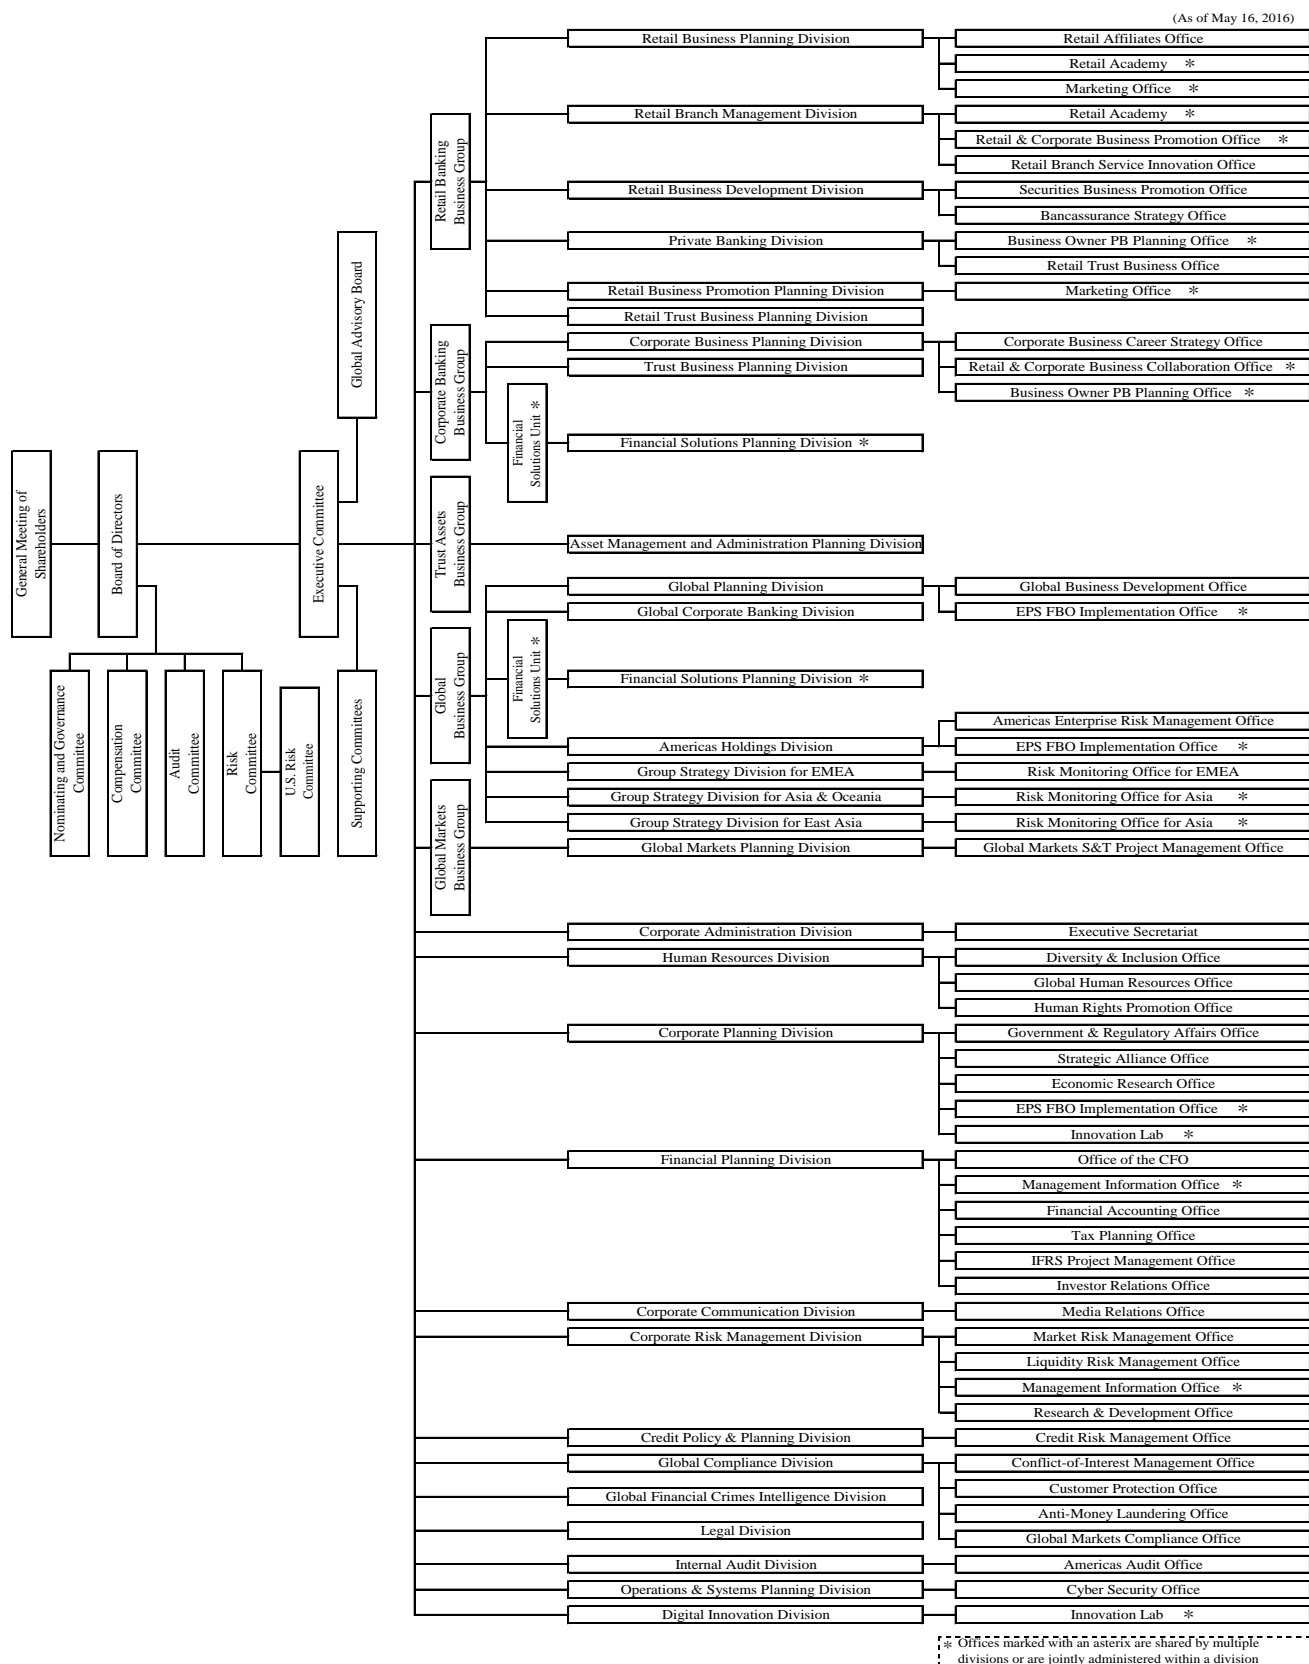 (As of May 16, 2016)
Retail Business Planning Division
Retail Affiliates Office
Retail Academy *
Marketing Office *
Retail Branch Management Division
Retail Academy *
Retail & Corporate Business Promotion Office *
Retail Branch Service Innovation Office
Retail Banking
Business Group
Retail Business Development Division
Securities Business Promotion Office
Bancassurance Strategy Office
Private Banking Division
Business Owner PB Planning Office *
Retail Trust Business Office
Retail Business Promotion Planning Division
Marketing Office *
Retail Trust Business Planning Division
Global Advisory Board
Corporate Banking
Business Group
Corporate Business Planning Division
Corporate Business Career Strategy Office
Trust Business Planning Division
Retail & Corporate Business Collaboration Office *
Business Owner PB Planning Office *
Financial
Solutions Unit *
Financial Solutions Planning Division *
General Meeting of
Shareholders
Board of Directors
Executive Committee
Trust Assets
Business Group
Asset Management and Administration Planning Division
Global Planning Division
Global Business Development Office
Global Corporate Banking Division
EPS FBO Implementation Office *
Global
Business Group
Financial
Solutions Unit *
Financial Solutions Planning Division *
Americas Enterprise Risk Management Office
Americas Holdings Division
EPS FBO Implementation Office *
Group Strategy Division for EMEA
Risk Monitoring Office for EMEA
Group Strategy Division for Asia & Oceania
Risk Monitoring Office for Asia *
Group Strategy Division for East Asia
Risk Monitoring Office for Asia *
Nominating and Governance
Committee
Compensation
Committee
Audit
Committee
Risk
Committee
U.S. Risk
Committee
Supporting Committees
Global Markets
Business Group
Global Markets Planning Division
Global Markets S&T Project Management Office
Corporate Administration Division
Executive Secretariat
Human Resources Division
Diversity & Inclusion Office
Global Human Resources Office
Human Rights Promotion Office
Corporate Planning Division
Government & Regulatory Affairs Office
Strategic Alliance Office
Economic Research Office
EPS FBO Implementation Office *
Innovation Lab *
Financial Planning Division
Office of the CFO
Management Information Office *
Financial Accounting Office
Tax Planning Office
IFRS Project Management Office
Investor Relations Office
Corporate Communication Division
Media Relations Office
Corporate Risk Management Division
Market Risk Management Office
Liquidity Risk Management Office
Management Information Office *
Research & Development Office
Credit Policy & Planning Division
Credit Risk Management Office
Global Compliance Division
Conflict-of-Interest Management Office
Customer Protection Office
Global Financial Crimes Intelligence Division
Anti-Money Laundering Office
Legal Division
Global Markets Compliance Office
Internal Audit Division
Americas Audit Office
Operations & Systems Planning Division
Cyber Security Office
Digital Innovation Division
Innovation Lab *
* Offices marked with an asterix are shared by multiple
divisions or are jointly administered within a division